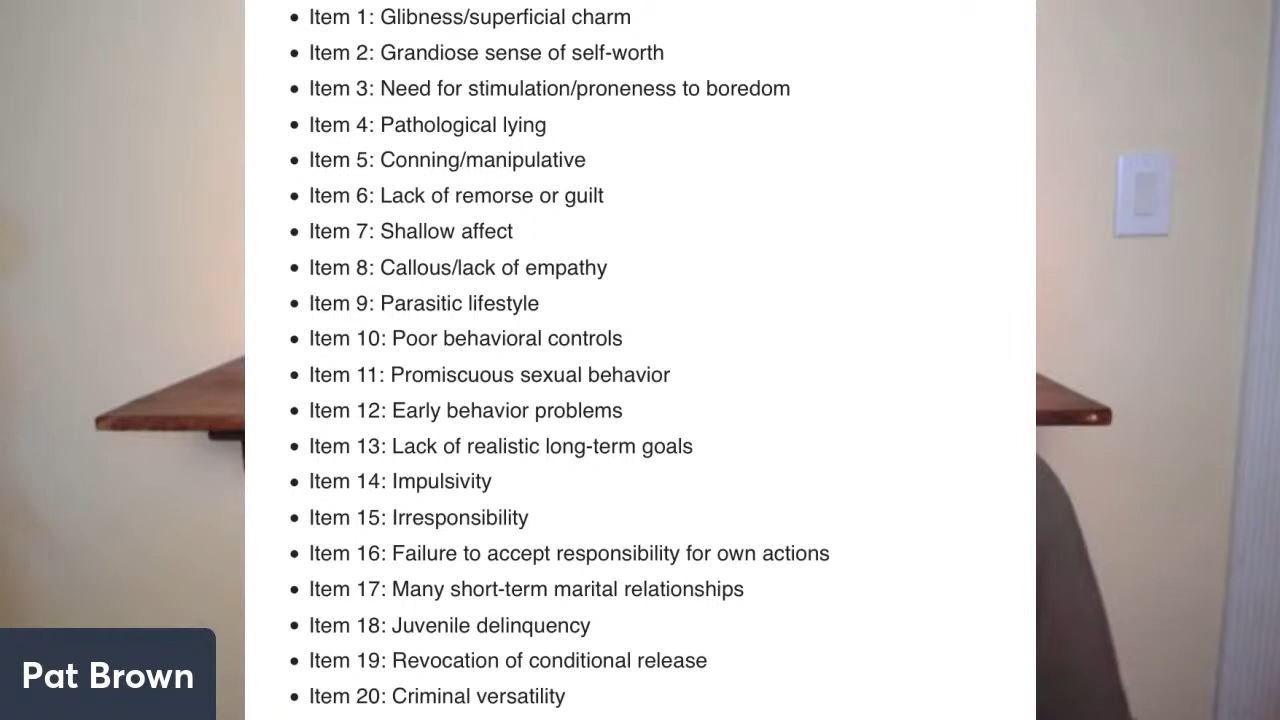 Item 1: Glibness/superficial charm
Item 2: Grandiose sense of self-worth
Item 3: Need for stimulation/proneness to boredom
Item 4: Pathological lying
Item 5: Conning/manipulative
Item 6: Lack of remorse or guilt
Item 7: Shallow affect
Item 8: Callous/lack of empathy
Item 9: Parasitic lifestyle
Item 10: Poor behavioral controls
Item 11: Promiscuous sexual behavior
Item 12: Early behavior problems
Item 13: Lack of realistic long-term goals
Item 14: Impulsivity
Item 15: Irresponsibility
Item 16: Failure to accept responsibility for own actions
Item 17: Many short-term marital relationships
Item 18: Juvenile delinquency
Item 19: Revocation of conditional release
Item 20: Criminal versatility
Pat Brown